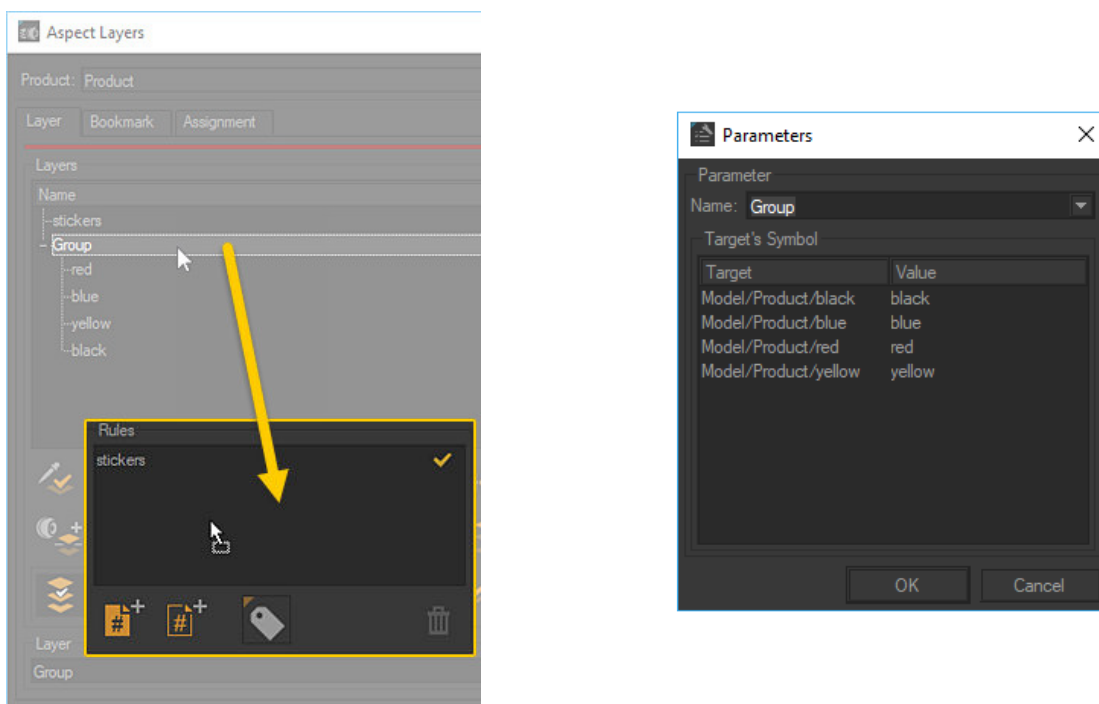 Aspect Layers
Product: Product
Layer Bookmark Assignment
Layers
Name
stickers
Group
red
blue
yellow
black
Rules
stickers
#+ #+
Layer
Group
Parameters
Parameter
Name: Group
Target's Symbol
Target Value
Model/Product/black black
Model/Product/blue blue
Model/Product/red red
Model/Product/yellow yellow
OK Cancel